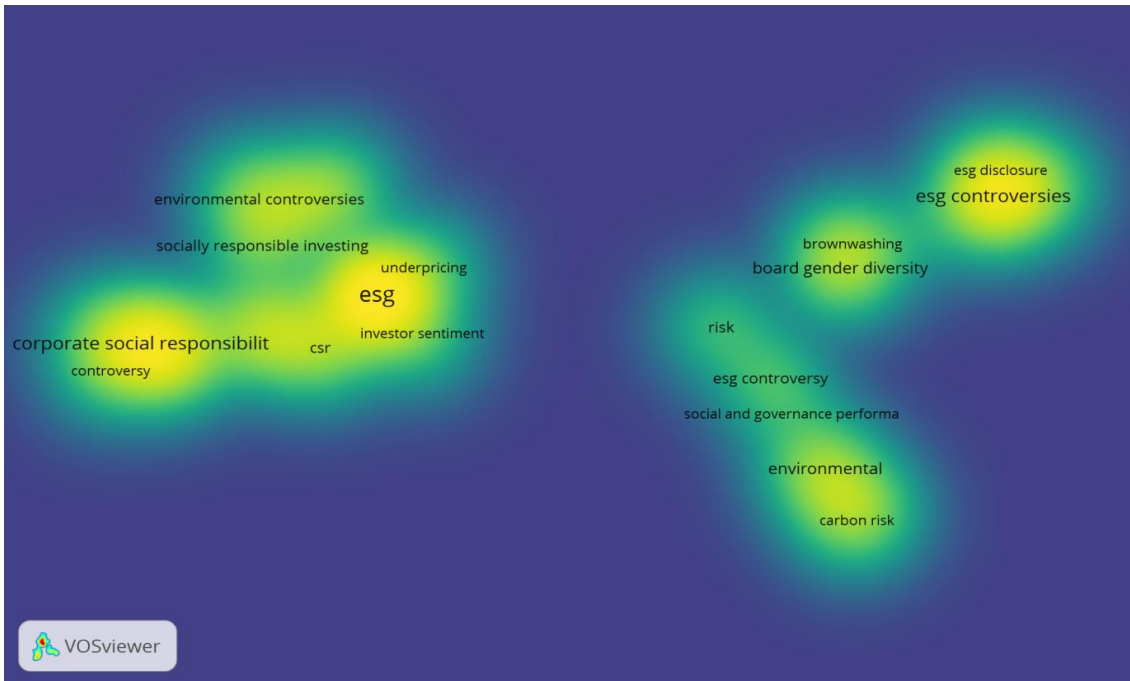 environmental controversies
socially responsible investing
underpricing
esg
corporate social responsibilit
controversy
csr
investor sentiment
esg disclosure
esg controversies
brownwashing
board gender diversity
risk
esg controversy
social and governance performa
environmental
carbon risk
VOSviewer